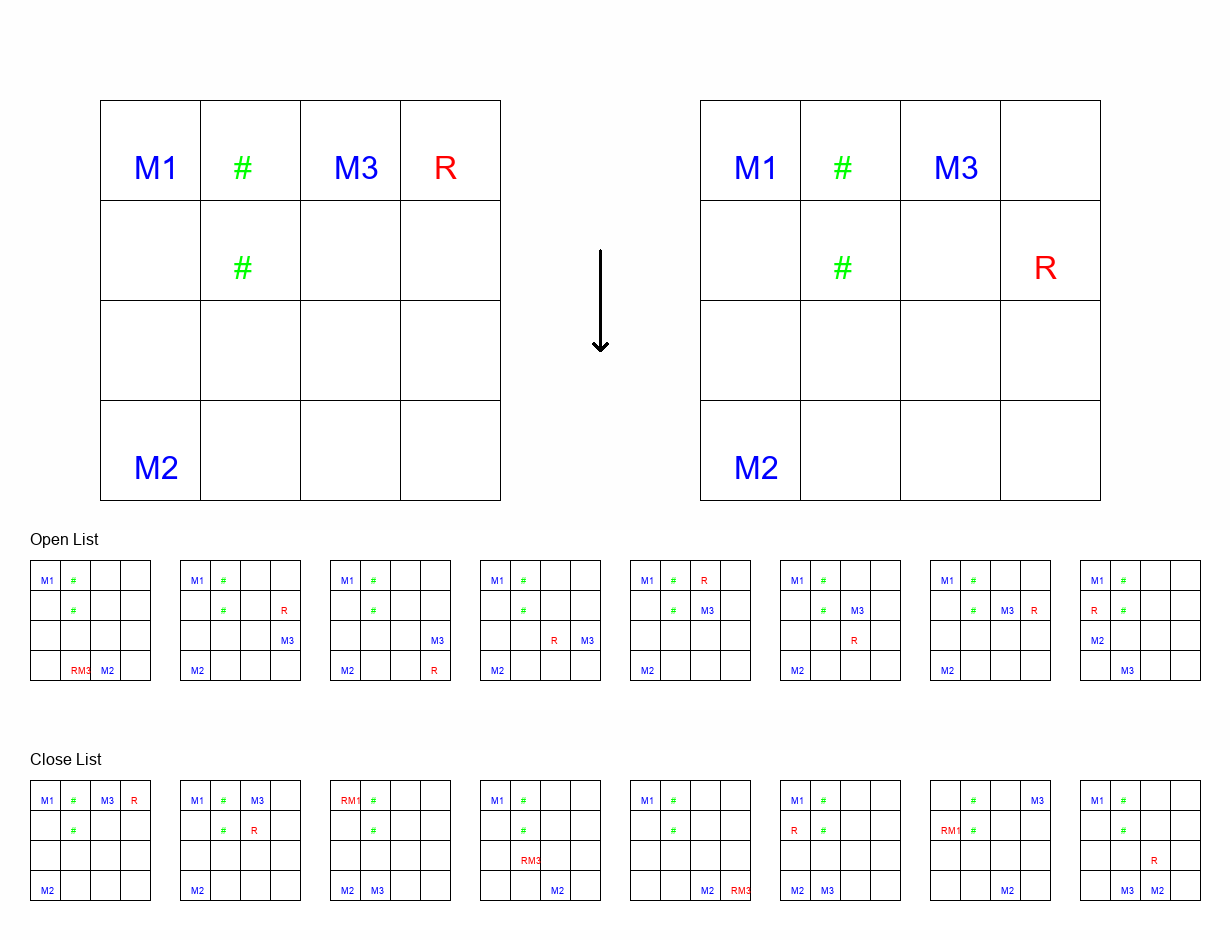 M1 # M3 R M1 # M3
# # R
M2 M2
Open List
M1 # M1 # M1 # M1 # M1 # R M1 # M1 # M1 #
# # R # # # M3 # M3 # M3 R R #
M3 M3 R M3 R M2
RM3 M2 M2 M2 R M2 M2 M2 M2 M3
Close List
M1 # M3 R M1 # M3 RM1 # M1 # M1 # M1 # # M3 M1 #
# # R # # # R # RM1 # #
RM3 R
M2 M2 M2 M3 M2 M2 RM3 M2 M3 M2 M3 M2